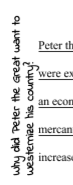 why did Peter the Great want to
westernize his country?
Peter th
were ex
an econ
mercan
increase